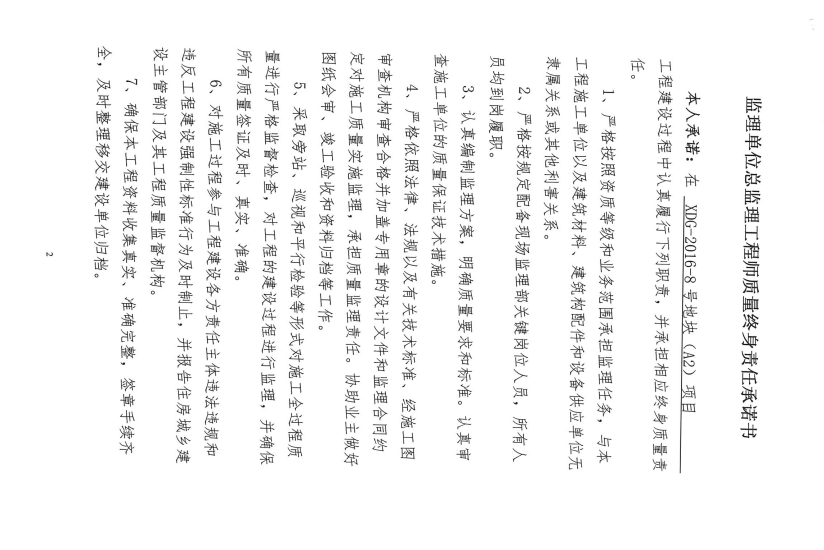 监理单位总监理工程师质量终身责任承诺书
本人承诺：在 XDG-2016-8 号地块（A2）项目
工程建设过程中认真履行下列职责，并承担相应终身质量责
任。
1、严格按照资质等级和业务范围承担监理任务，与本
工程施工单位以及建筑材料、建筑构配件和设备供应单位无
隶属关系或其他利害关系。
2、严格按规定配备现场监理部关键岗位人员，所有人
员均到岗履职。
3、认真编制监理方案，明确质量要求和标准。认真审
查施工单位的质量保证技术措施。
4、严格依照法律、法规以及有关技术标准、经施工图
审查机构审查合格并加盖专用章的设计文件和监理合同约
定对施工质量实施监理，承担质量监理责任。协助业主做好
图纸会审、竣工验收和资料归档等工作。
5、采取旁站、巡视和平行检验等形式对施工全过程质
量进行严格监督检查，对工程的建设过程进行监理，并确保
所有质量签证及时、真实、准确。
6、对施工过程参与工程建设各方责任主体违法违规和
违反工程建设强制性标准行为及时制止，并报告住房城乡建
设主管部门及其工程质量监督机构。
7、确保本工程资料收集真实、准确完整，签章手续齐
全，及时整理移交建设单位归档。
2